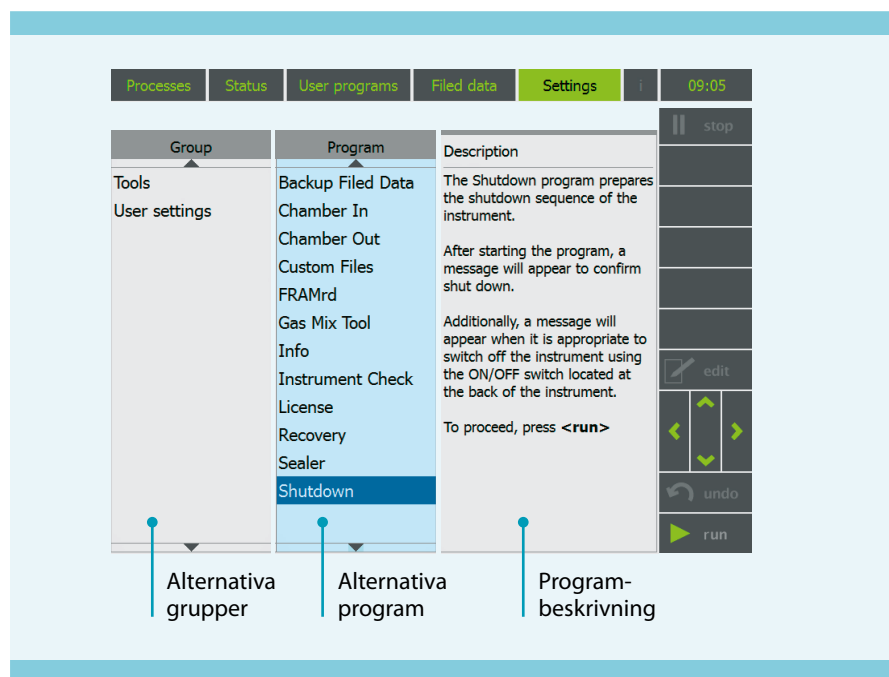 Processes Status User programs Filed data Settings i 09:05
stop
Group
Tools
User settings
Program
Backup Filed Data
Chamber In
Chamber Out
Custom Files
FRAMrd
Gas Mix Tool
Info
Instrument Check
License
Recovery
Sealer
Shutdown
Description
The Shutdown program prepares
the shutdown sequence of the
instrument.
After starting the program, a
message will appear to confirm
shut down.
Additionally, a message will
appear when it is appropriate to
switch off the instrument using
the ON/OFF switch located at
the back of the instrument.
To proceed, press <run>
edit
undo
run
Alternativa
grupper
Alternativa
program
Program-
beskrivning